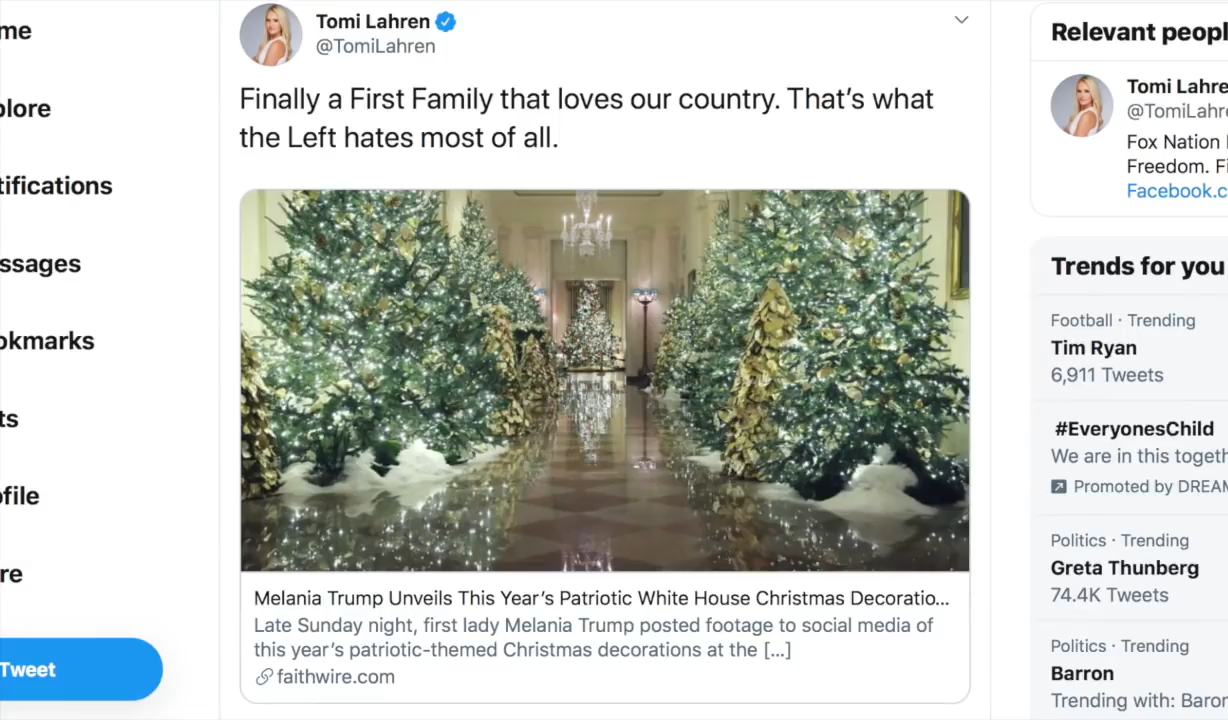 me
plore
tifications
ssages
okmarks
ts
ofile
re
Tweet
Tomi Lahren
@TomiLahren
Finally a First Family that loves our country. That's what
the Left hates most of all.
Melania Trump Unveils This Year's Patriotic White House Christmas Decoratio...
Late Sunday night, first lady Melania Trump posted footage to social media of
this year's patriotic-themed Christmas decorations at the [...]
faithwire.com
Relevant peopl
Tomi Lahre
@TomiLahr
Fox Nation
Freedom. Fi
Facebook.c
Trends for you
Football · Trending
Tim Ryan
6,911 Tweets
#EveryonesChild
We are in this togeth
Promoted by DREAM
Politics · Trending
Greta Thunberg
74.4K Tweets
Politics · Trending
Barron
Trending with: Baron